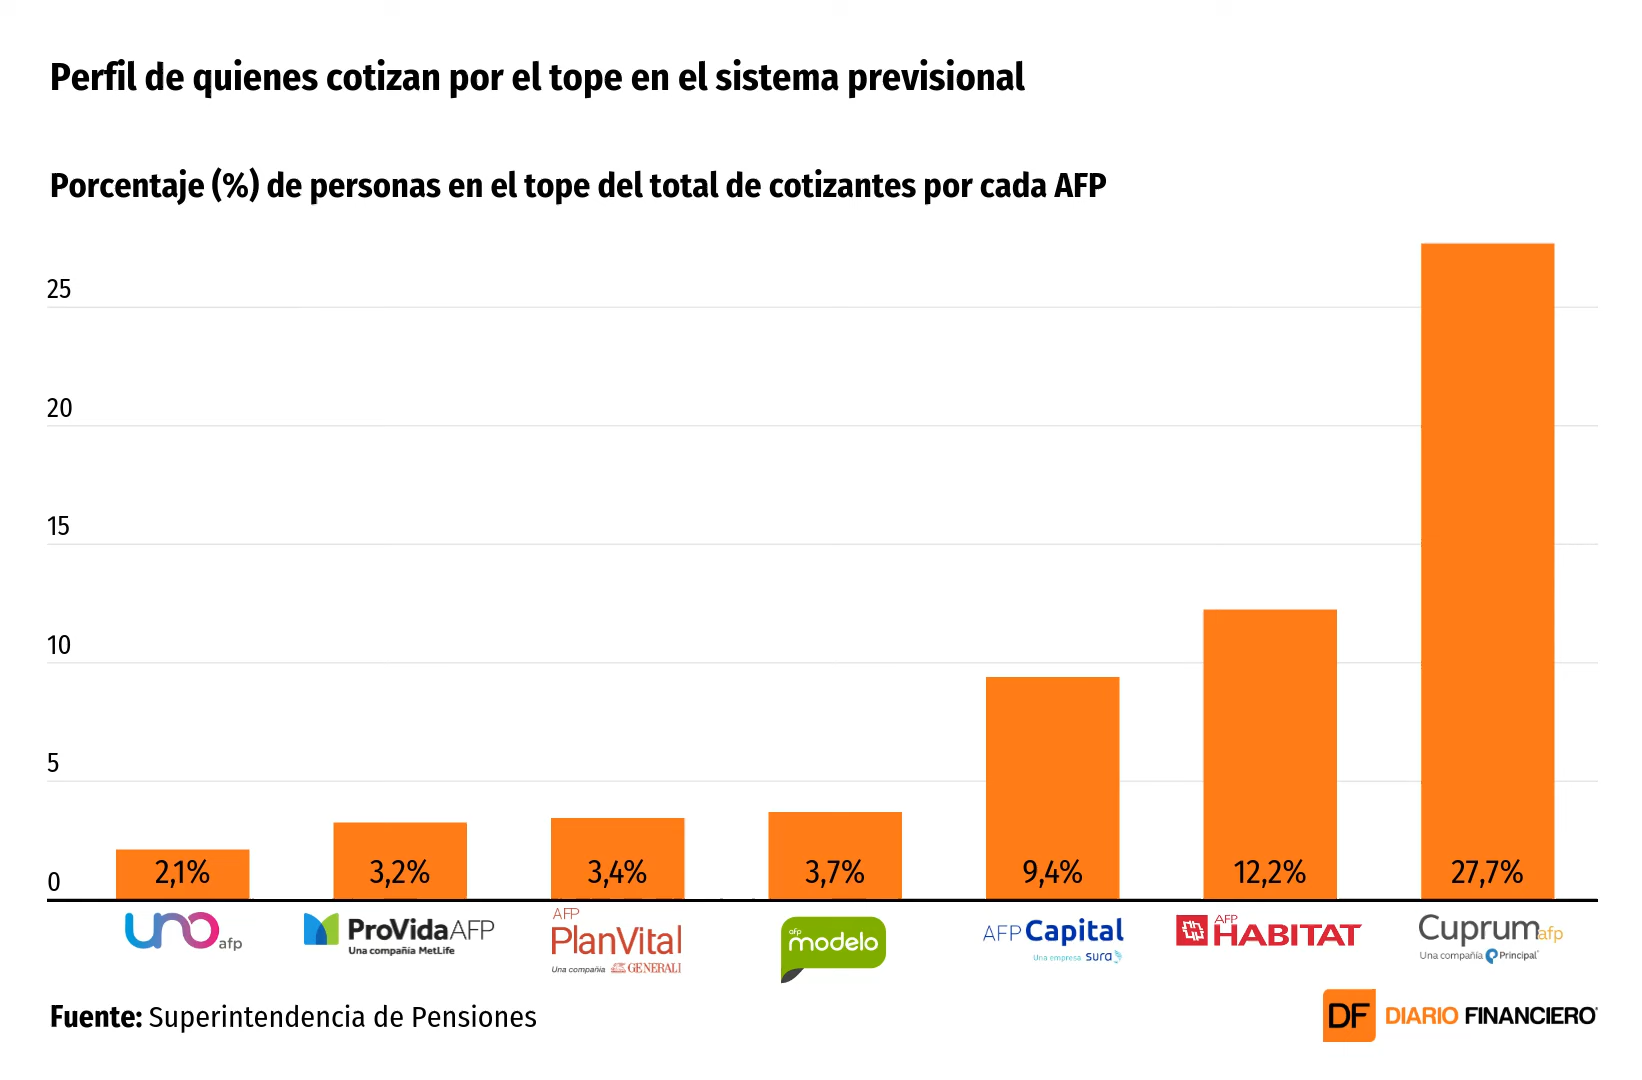 Perfil de quienes cotizan por el tope en el sistema previsional
Porcentaje (%) de personas en el tope del total de cotizantes por cada AFP
25
20
15
10
5
0
2,1%
3,2%
3,4%
3,7%
9,4%
12,2%
27,7%
uno afp
ProVida AFP
Una compañía MetLife
AFP
PlanVital
Una compañía GENERALI
afp
modelo
AFP Capital
Una empresa sura
AFP
HABITAT
Cuprum afp
Una compañía Principal
Fuente: Superintendencia de Pensiones
DF DIARIO FINANCIERO